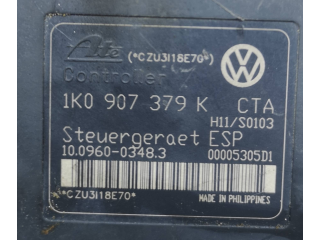 Ate (*CZU3I18E70*)
Controller
1K0 907 379 K CTA
H11/S0103
Steuergeraet ESP
10.0960-0348.3 00005305D1
*CZU3I18E70* MADE IN PHILIPPINES